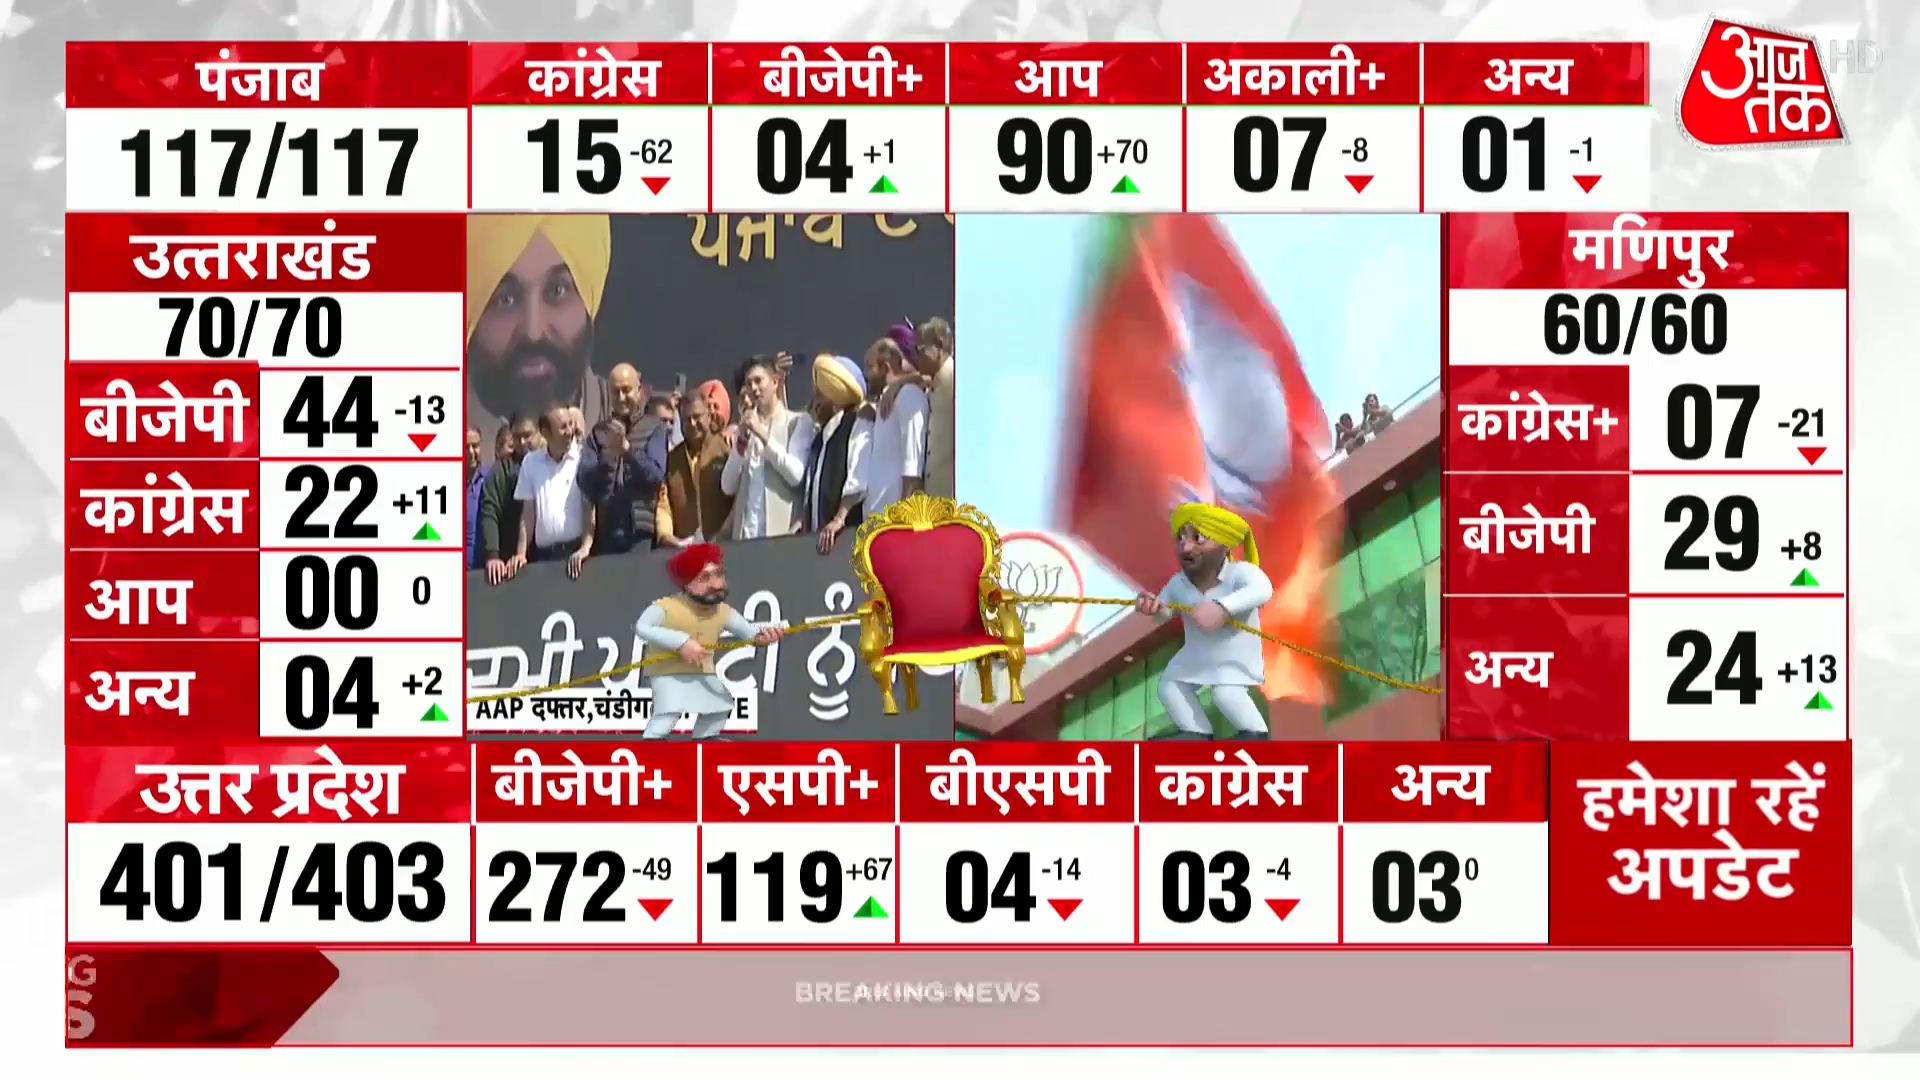 पंजाब कांग्रेस बीजेपी+ आप अकाली+ अन्य
117/117 15 -62 04 +1 90 +70 07 -8 01 -1
आज तक HD
उत्तराखंड
70/70
बीजेपी 44 -13
कांग्रेस 22 +11
आप 00 0
अन्य 04 +2
ਪੰਜਾਬ
ਨੂੰ
AAP दफ्तर,चंडीग
मणिपुर
60/60
कांग्रेस+ 07 -21
बीजेपी 29 +8
अन्य 24 +13
उत्तर प्रदेश बीजेपी+ एसपी+ बीएसपी कांग्रेस अन्य
401/403 272 -49 119 +67 04 -14 03 -4 03 0
हमेशा रहें
अपडेट
BREAKING NEWS